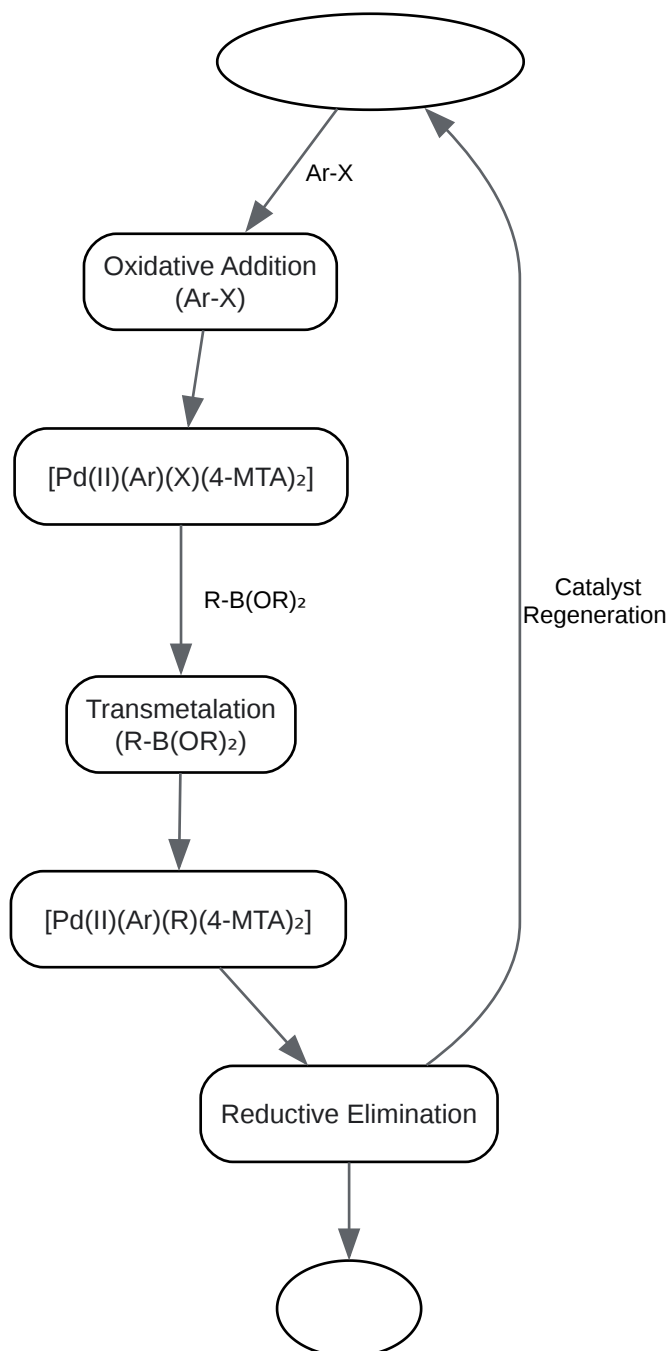 Ar-X
Oxidative Addition
(Ar-X)
[Pd(II)(Ar)(X)(4-MTA)₂]
R-B(OR)₂
Catalyst
Regeneration
Transmetalation
(R-B(OR)₂)
[Pd(II)(Ar)(R)(4-MTA)₂]
Reductive Elimination